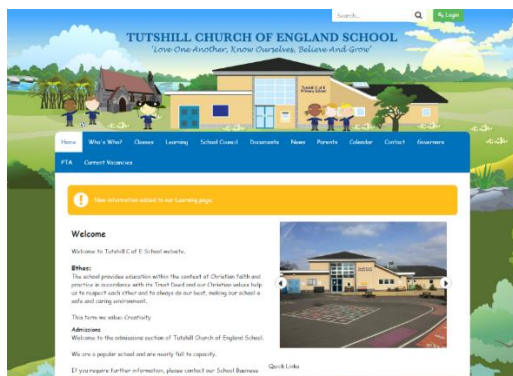 Search...
Login
TUTSHILL CHURCH OF ENGLAND SCHOOL
'Love One Another, Know Ourselves, Believe And Grow'
Tutshill C of E
Primary School
Home Who's Who? Classes Learning School Council Documents News Parents Calendar Contact Governors
PTA Current Vacancies
New information added to our Learning page.
Welcome
Welcome to Tutshill C of E School website.
Ethos:
The school provides education within the context of Christian faith and
practice in accordance with its Trust Deed and our Christian values help
us to respect each other and to always do our best, making our school a
safe and caring environment.
This term we value: Creativity
Admissions
Welcome to the admissions section of Tutshill Church of England School.
We are a popular school and are nearly full to capacity.
If you require further information, please contact our School Business
Quick Links